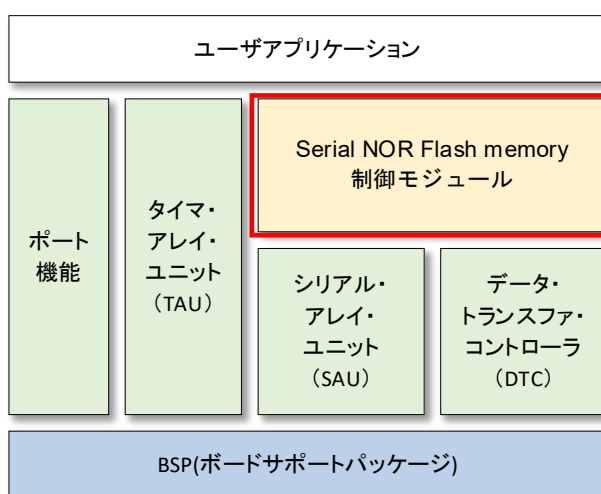 ユーザアプリケーション
ポート
機能
タイマ・
アレイ・
ユニット
（TAU）
Serial NOR Flash memory
制御モジュール
シリアル・
アレイ・
ユニット
（SAU）
データ・
トランスファ・
コントローラ
（DTC）
BSP(ボードサポートパッケージ)